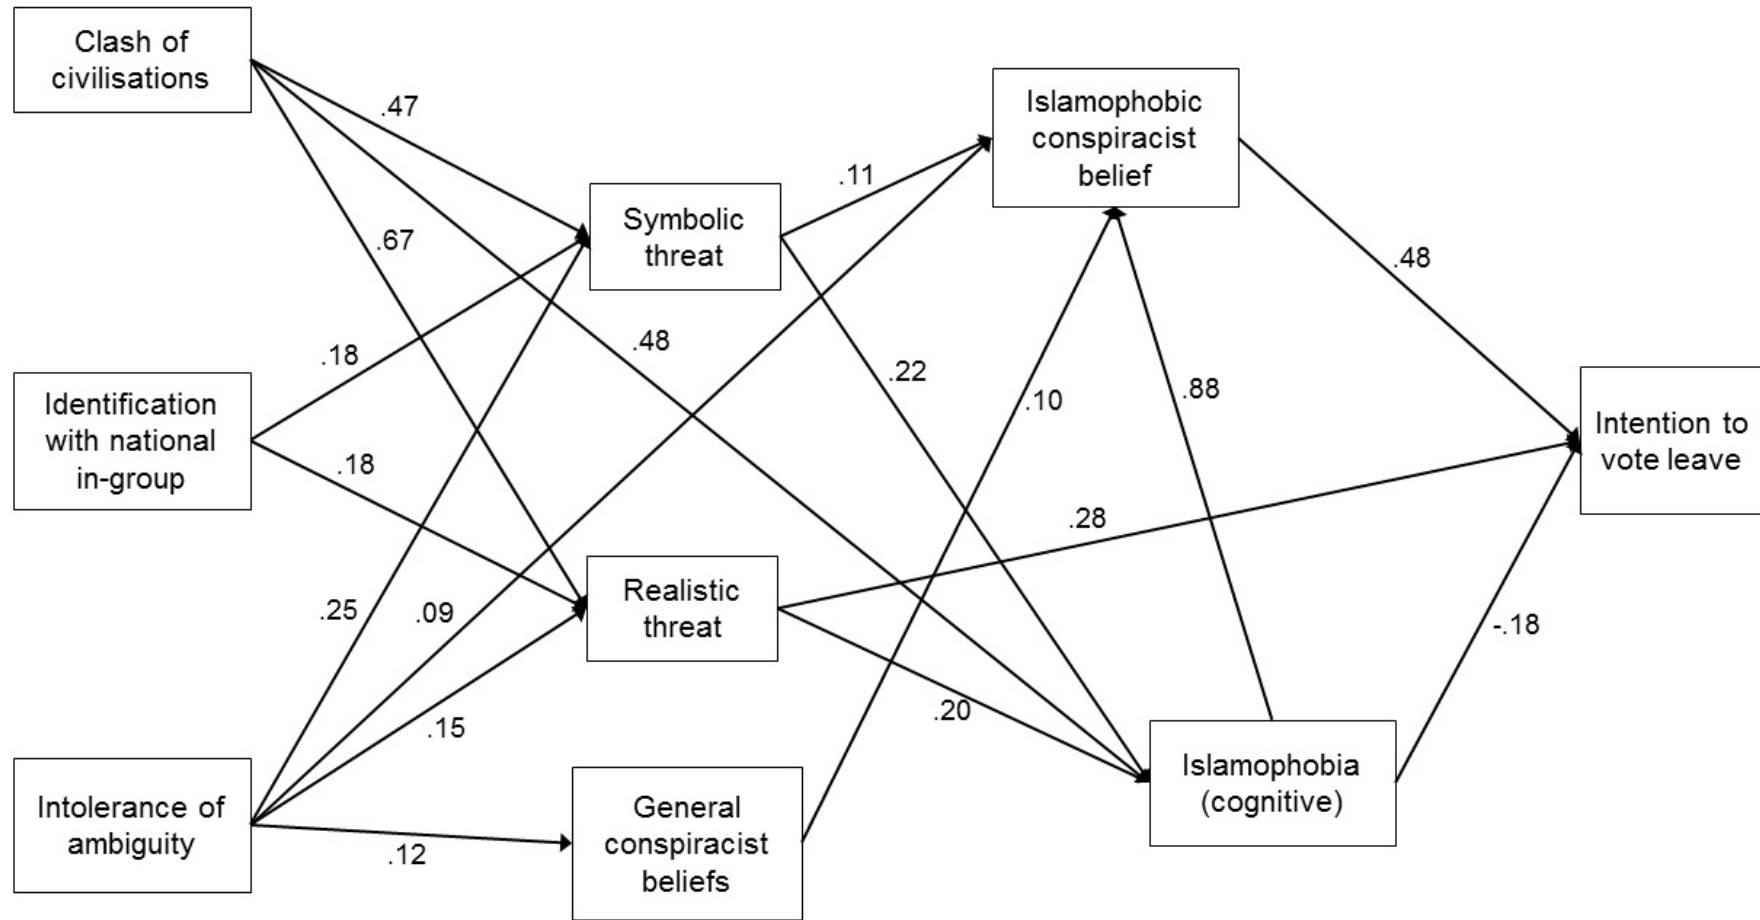 Clash of
civilisations
.47
Islamophobic
conspiracist
belief
.11
Symbolic
threat
.67
.48
.48
.18
.22
.10
.88
Identification
with national
in-group
Intention to
vote leave
.18
.28
.25
.09
Realistic
threat
-.18
.15
.20
Islamophobia
(cognitive)
Intolerance of
ambiguity
.12
General
conspiracist
beliefs